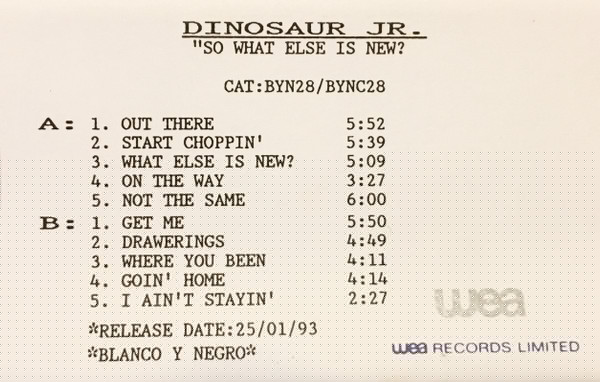 DINOSAUR JR.
"SO WHAT ELSE IS NEW?
CAT:BYN28/BYNC28
A: 1. OUT THERE 5:52
2. START CHOPPIN' 5:39
3. WHAT ELSE IS NEW? 5:09
4. ON THE WAY 3:27
5. NOT THE SAME 6:00
B: 1. GET ME 5:50
2. DRAWERINGS 4:49
3. WHERE YOU BEEN 4:11
4. GOIN' HOME 4:14
5. I AIN'T STAYIN' 2:27
wea
*RELEASE DATE:25/01/93
wea RECORDS LIMITED
*BLANCO Y NEGRO*